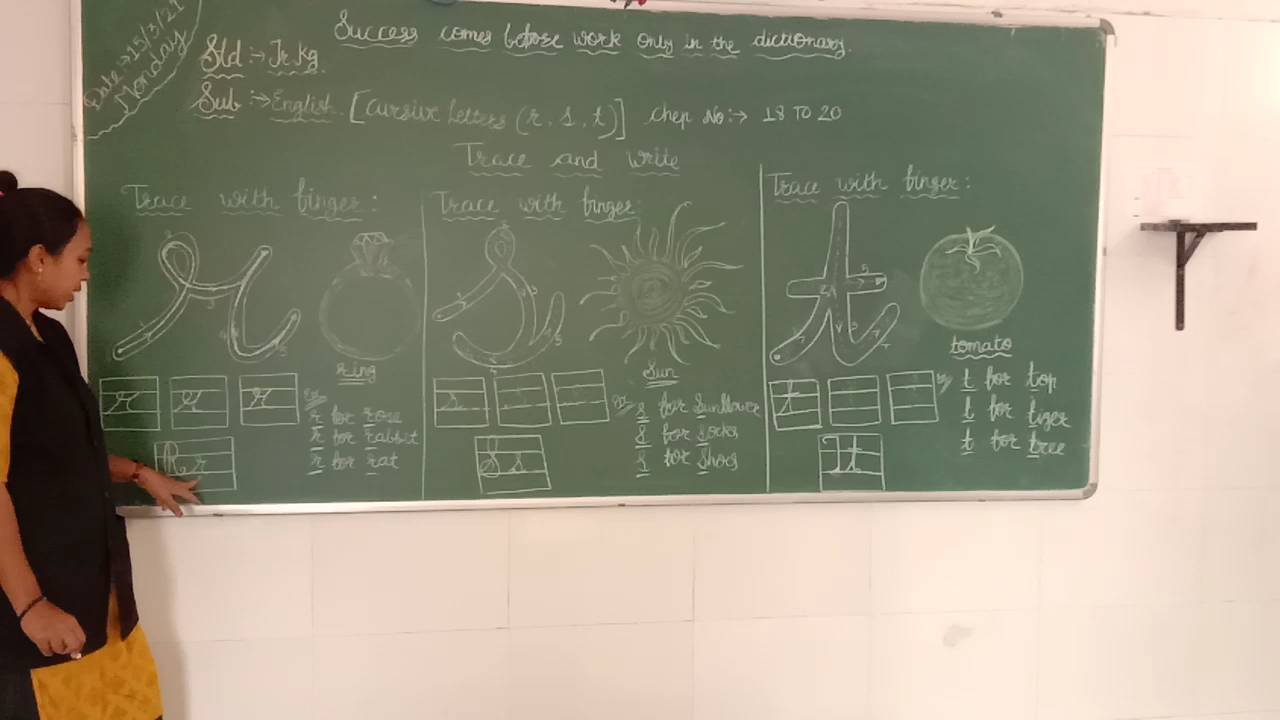 Date :→ 15/3/21
Monday
Success comes before work only in the dictionary.
Std :→ Jr. Kg.
Sub :→ English. [cursive letters (r, s, t)] chep No :→ 18 TO 20
Trace and write
Trace with finger :
ring
r r r
r for rose
r for rabbit
r for rat
R r
Trace with finger :
Sun
s
s for Sunflower
s for socks
s for shoes
S s
Trace with finger :
tomato
t
t for top
t for tiger
t for tree
T t